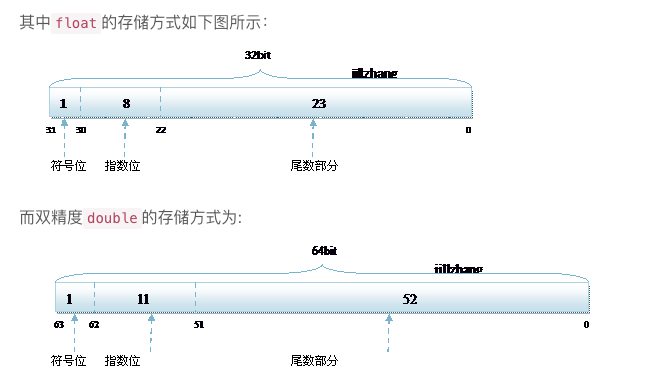 其中 float 的存储方式如下图所示：
32bit
jillzhang
1 8 23
31 30 22 0
符号位 指数位 尾数部分
而双精度 double 的存储方式为:
64bit
jillzhang
1 11 52
63 62 51 0
符号位 指数位 尾数部分